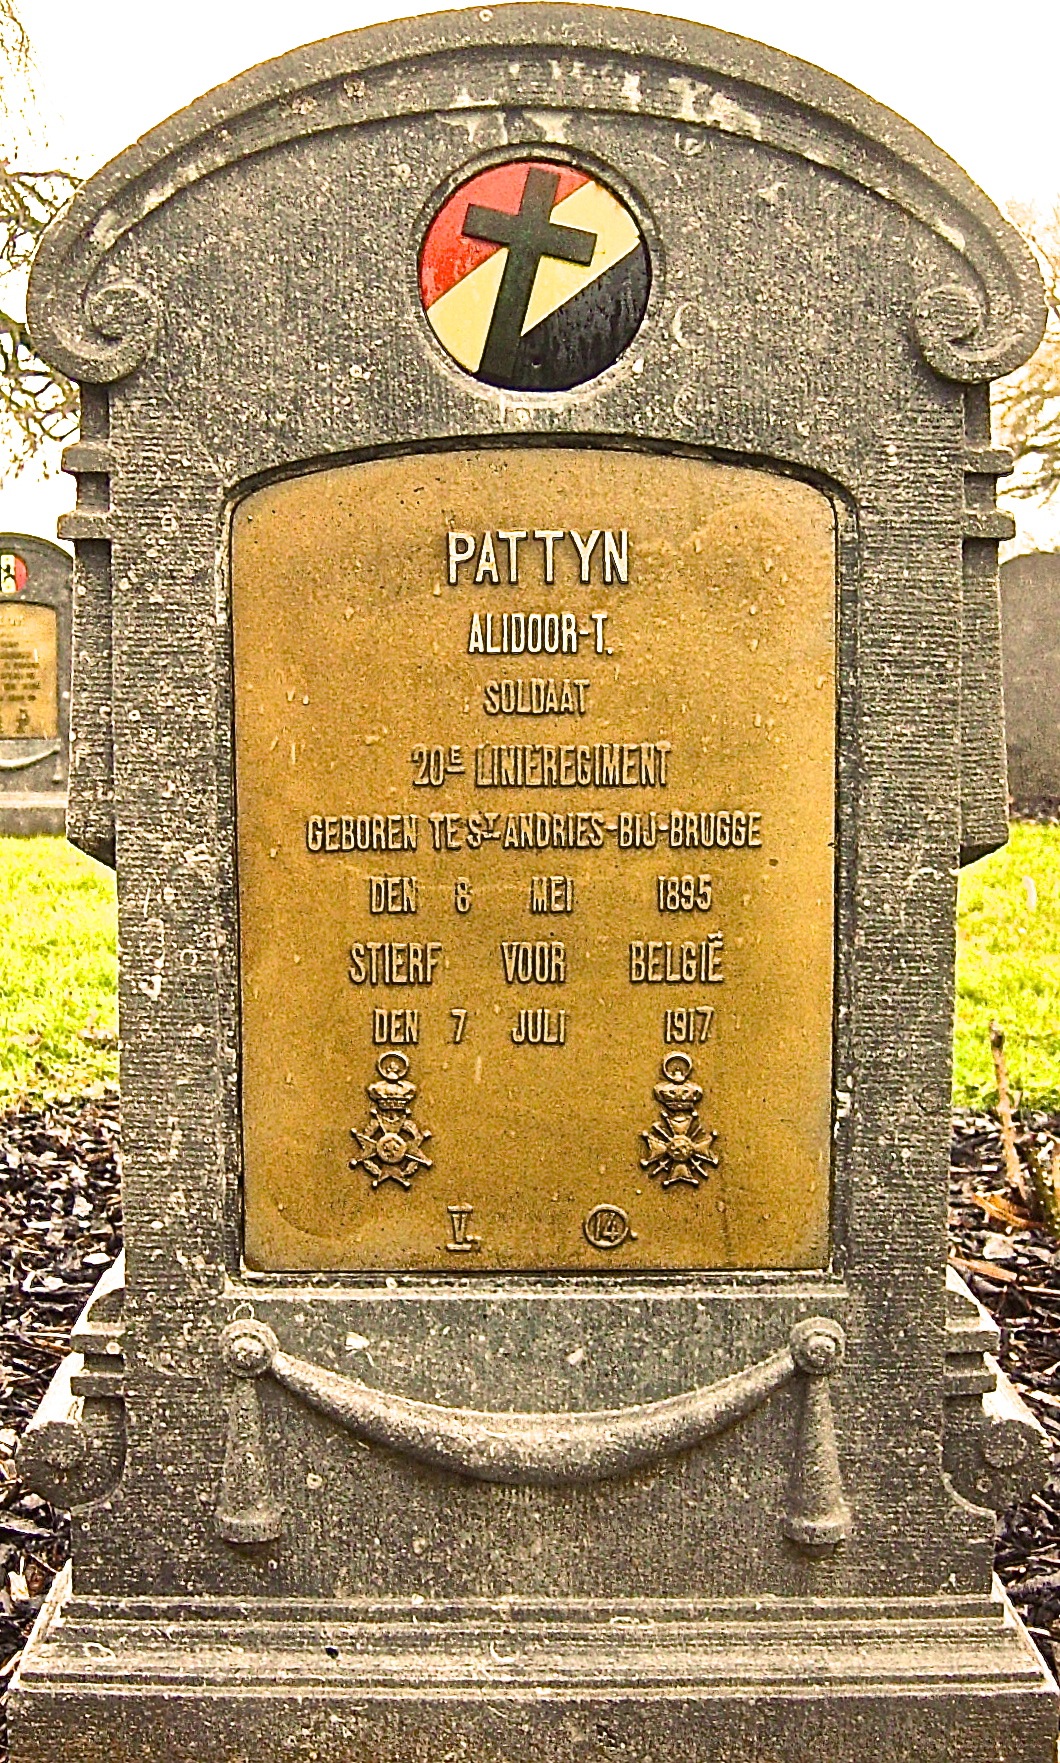 PATTYN
ALIDOOR-T.
SOLDAAT
20E LINIEREGIMENT
GEBOREN TE ST ANDRIES-BIJ-BRUGGE
DEN 8 MEI 1895
STIERF VOOR BELGIË
DEN 7 JULI 1917
V.